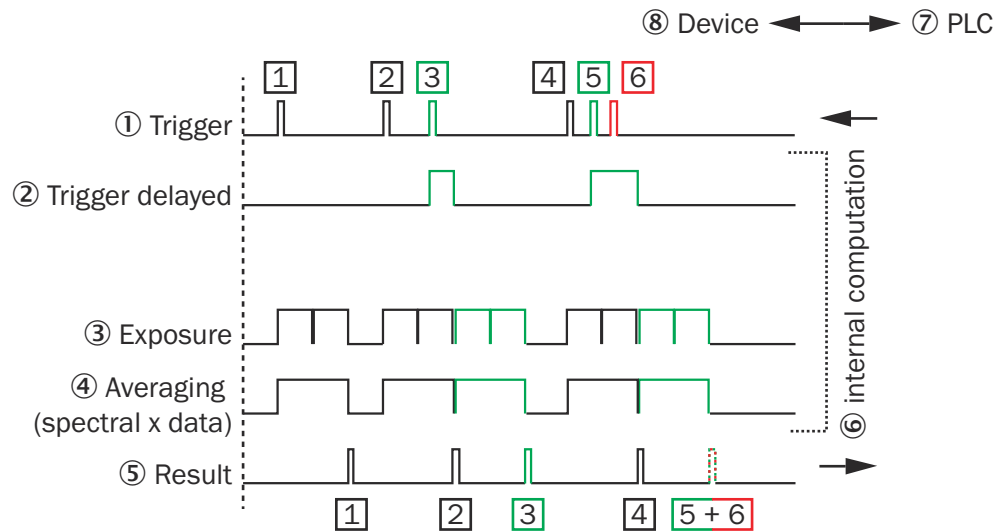 ⑧ Device ⑦ PLC
1 2 3 4 5 6
① Trigger
② Trigger delayed
③ Exposure
④ Averaging
(spectral x data)
⑤ Result
1 2 3 4 5 + 6
⑥ internal computation